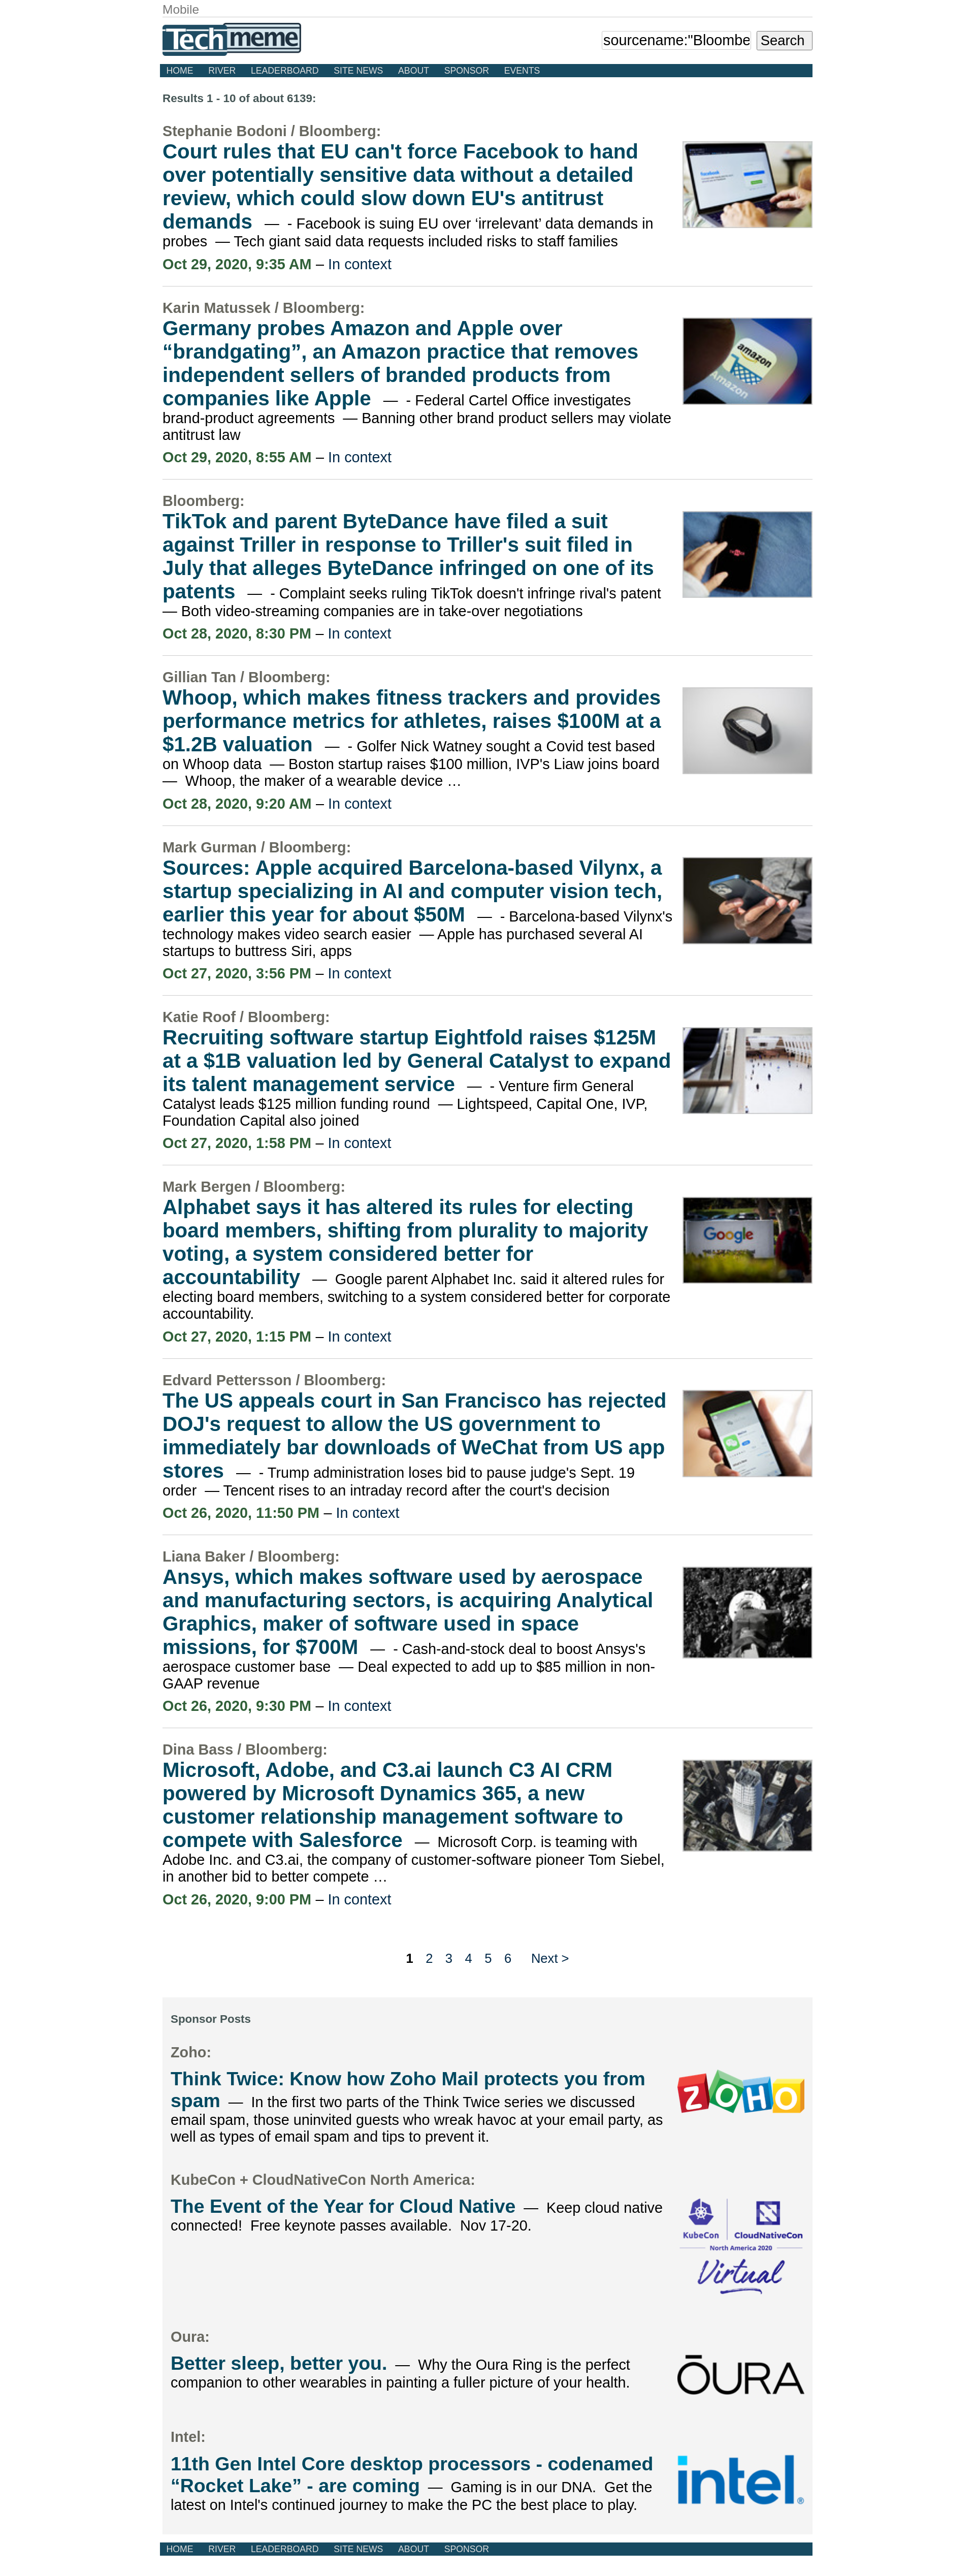 Mobile
Techmeme
sourcename:"Bloombe
Search
HOME RIVER LEADERBOARD SITE NEWS ABOUT SPONSOR EVENTS
Results 1 - 10 of about 6139:
Stephanie Bodoni / Bloomberg:
Court rules that EU can't force Facebook to hand
over potentially sensitive data without a detailed
review, which could slow down EU's antitrust
demands — - Facebook is suing EU over ‘irrelevant’ data demands in
probes — Tech giant said data requests included risks to staff families
Oct 29, 2020, 9:35 AM – In context
Karin Matussek / Bloomberg:
Germany probes Amazon and Apple over
“brandgating”, an Amazon practice that removes
independent sellers of branded products from
companies like Apple — - Federal Cartel Office investigates
brand-product agreements — Banning other brand product sellers may violate
antitrust law
amazon
Amazon
Oct 29, 2020, 8:55 AM – In context
Bloomberg:
TikTok and parent ByteDance have filed a suit
against Triller in response to Triller's suit filed in
July that alleges ByteDance infringed on one of its
patents — - Complaint seeks ruling TikTok doesn't infringe rival's patent
— Both video-streaming companies are in take-over negotiations
Oct 28, 2020, 8:30 PM – In context
Gillian Tan / Bloomberg:
Whoop, which makes fitness trackers and provides
performance metrics for athletes, raises $100M at a
$1.2B valuation — - Golfer Nick Watney sought a Covid test based
on Whoop data — Boston startup raises $100 million, IVP's Liaw joins board
— Whoop, the maker of a wearable device …
Oct 28, 2020, 9:20 AM – In context
Mark Gurman / Bloomberg:
Sources: Apple acquired Barcelona-based Vilynx, a
startup specializing in AI and computer vision tech,
earlier this year for about $50M — - Barcelona-based Vilynx's
technology makes video search easier — Apple has purchased several AI
startups to buttress Siri, apps
Oct 27, 2020, 3:56 PM – In context
Katie Roof / Bloomberg:
Recruiting software startup Eightfold raises $125M
at a $1B valuation led by General Catalyst to expand
its talent management service — - Venture firm General
Catalyst leads $125 million funding round — Lightspeed, Capital One, IVP,
Foundation Capital also joined
Oct 27, 2020, 1:58 PM – In context
Mark Bergen / Bloomberg:
Alphabet says it has altered its rules for electing
board members, shifting from plurality to majority
voting, a system considered better for
accountability — Google parent Alphabet Inc. said it altered rules for
electing board members, switching to a system considered better for corporate
accountability.
Google
Oct 27, 2020, 1:15 PM – In context
Edvard Pettersson / Bloomberg:
The US appeals court in San Francisco has rejected
DOJ's request to allow the US government to
immediately bar downloads of WeChat from US app
stores — - Trump administration loses bid to pause judge's Sept. 19
order — Tencent rises to an intraday record after the court's decision
Oct 26, 2020, 11:50 PM – In context
Liana Baker / Bloomberg:
Ansys, which makes software used by aerospace
and manufacturing sectors, is acquiring Analytical
Graphics, maker of software used in space
missions, for $700M — - Cash-and-stock deal to boost Ansys's
aerospace customer base — Deal expected to add up to $85 million in non-
GAAP revenue
Oct 26, 2020, 9:30 PM – In context
Dina Bass / Bloomberg:
Microsoft, Adobe, and C3.ai launch C3 AI CRM
powered by Microsoft Dynamics 365, a new
customer relationship management software to
compete with Salesforce — Microsoft Corp. is teaming with
Adobe Inc. and C3.ai, the company of customer-software pioneer Tom Siebel,
in another bid to better compete …
Oct 26, 2020, 9:00 PM – In context
1 2 3 4 5 6 Next >
Sponsor Posts
Zoho:
Think Twice: Know how Zoho Mail protects you from
spam — In the first two parts of the Think Twice series we discussed
email spam, those uninvited guests who wreak havoc at your email party, as
well as types of email spam and tips to prevent it.
ZOHO
KubeCon + CloudNativeCon North America:
The Event of the Year for Cloud Native — Keep cloud native
connected! Free keynote passes available. Nov 17-20.
KubeCon CloudNativeCon
North America 2020
Virtual
Oura:
Better sleep, better you. — Why the Oura Ring is the perfect
companion to other wearables in painting a fuller picture of your health.
ŌURA
Intel:
11th Gen Intel Core desktop processors - codenamed
“Rocket Lake” - are coming — Gaming is in our DNA. Get the
latest on Intel's continued journey to make the PC the best place to play.
intel®
HOME RIVER LEADERBOARD SITE NEWS ABOUT SPONSOR